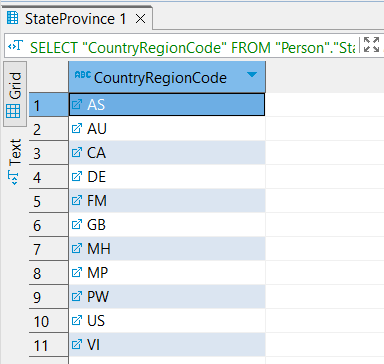 StateProvince 1
SELECT "CountryRegionCode" FROM "Person"."Sta
Grid
Text
ABC CountryRegionCode
1 AS
2 AU
3 CA
4 DE
5 FM
6 GB
7 MH
8 MP
9 PW
10 US
11 VI